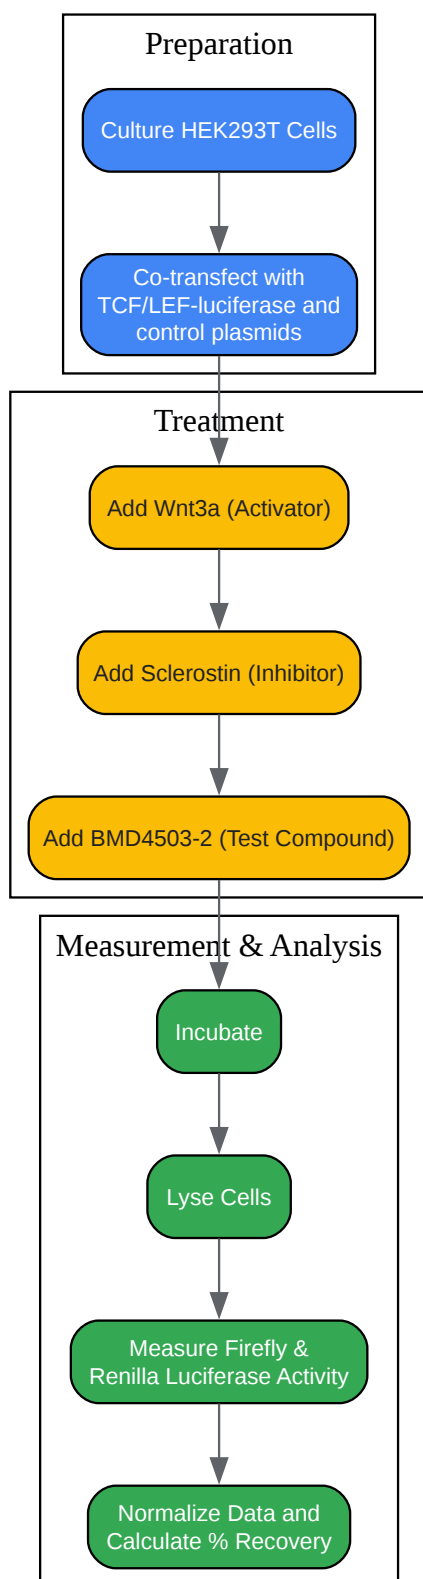 Preparation
Culture HEK293T Cells
Co-transfect with
TCF/LEF-luciferase and
control plasmids
Treatment
Add Wnt3a (Activator)
Add Sclerostin (Inhibitor)
Add BMD4503-2 (Test Compound)
Measurement & Analysis
Incubate
Lyse Cells
Measure Firefly &
Renilla Luciferase Activity
Normalize Data and
Calculate % Recovery